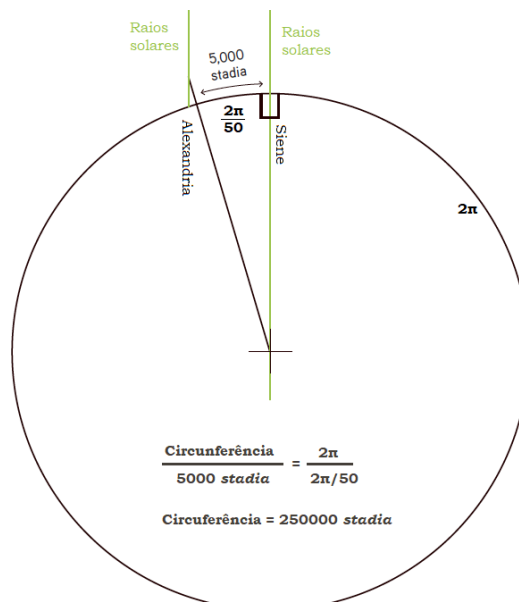 Raios
solares
Raios
solares
5,000
stadia
2π
50
Alexandria
Siene
2π
Circunferência
5000 stadia
=
2π
2π/50
Circuferência = 250000 stadia